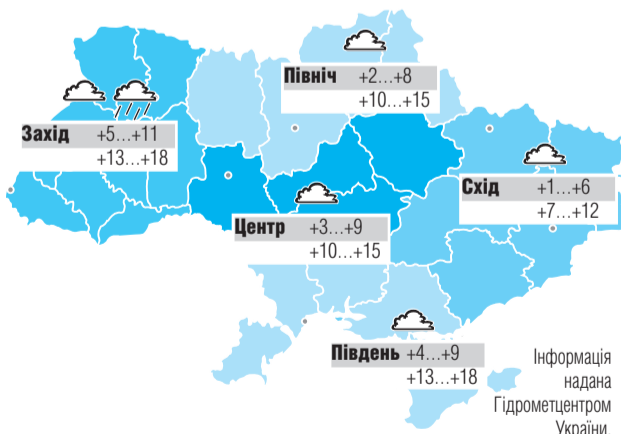 Північ +2...+8
+10...+15
Захід +5...+11
+13...+18
Схід +1...+6
+7...+12
Центр +3...+9
+10...+15
Південь +4...+9
+13...+18
Інформація
надана
Гідрометцентром
України.